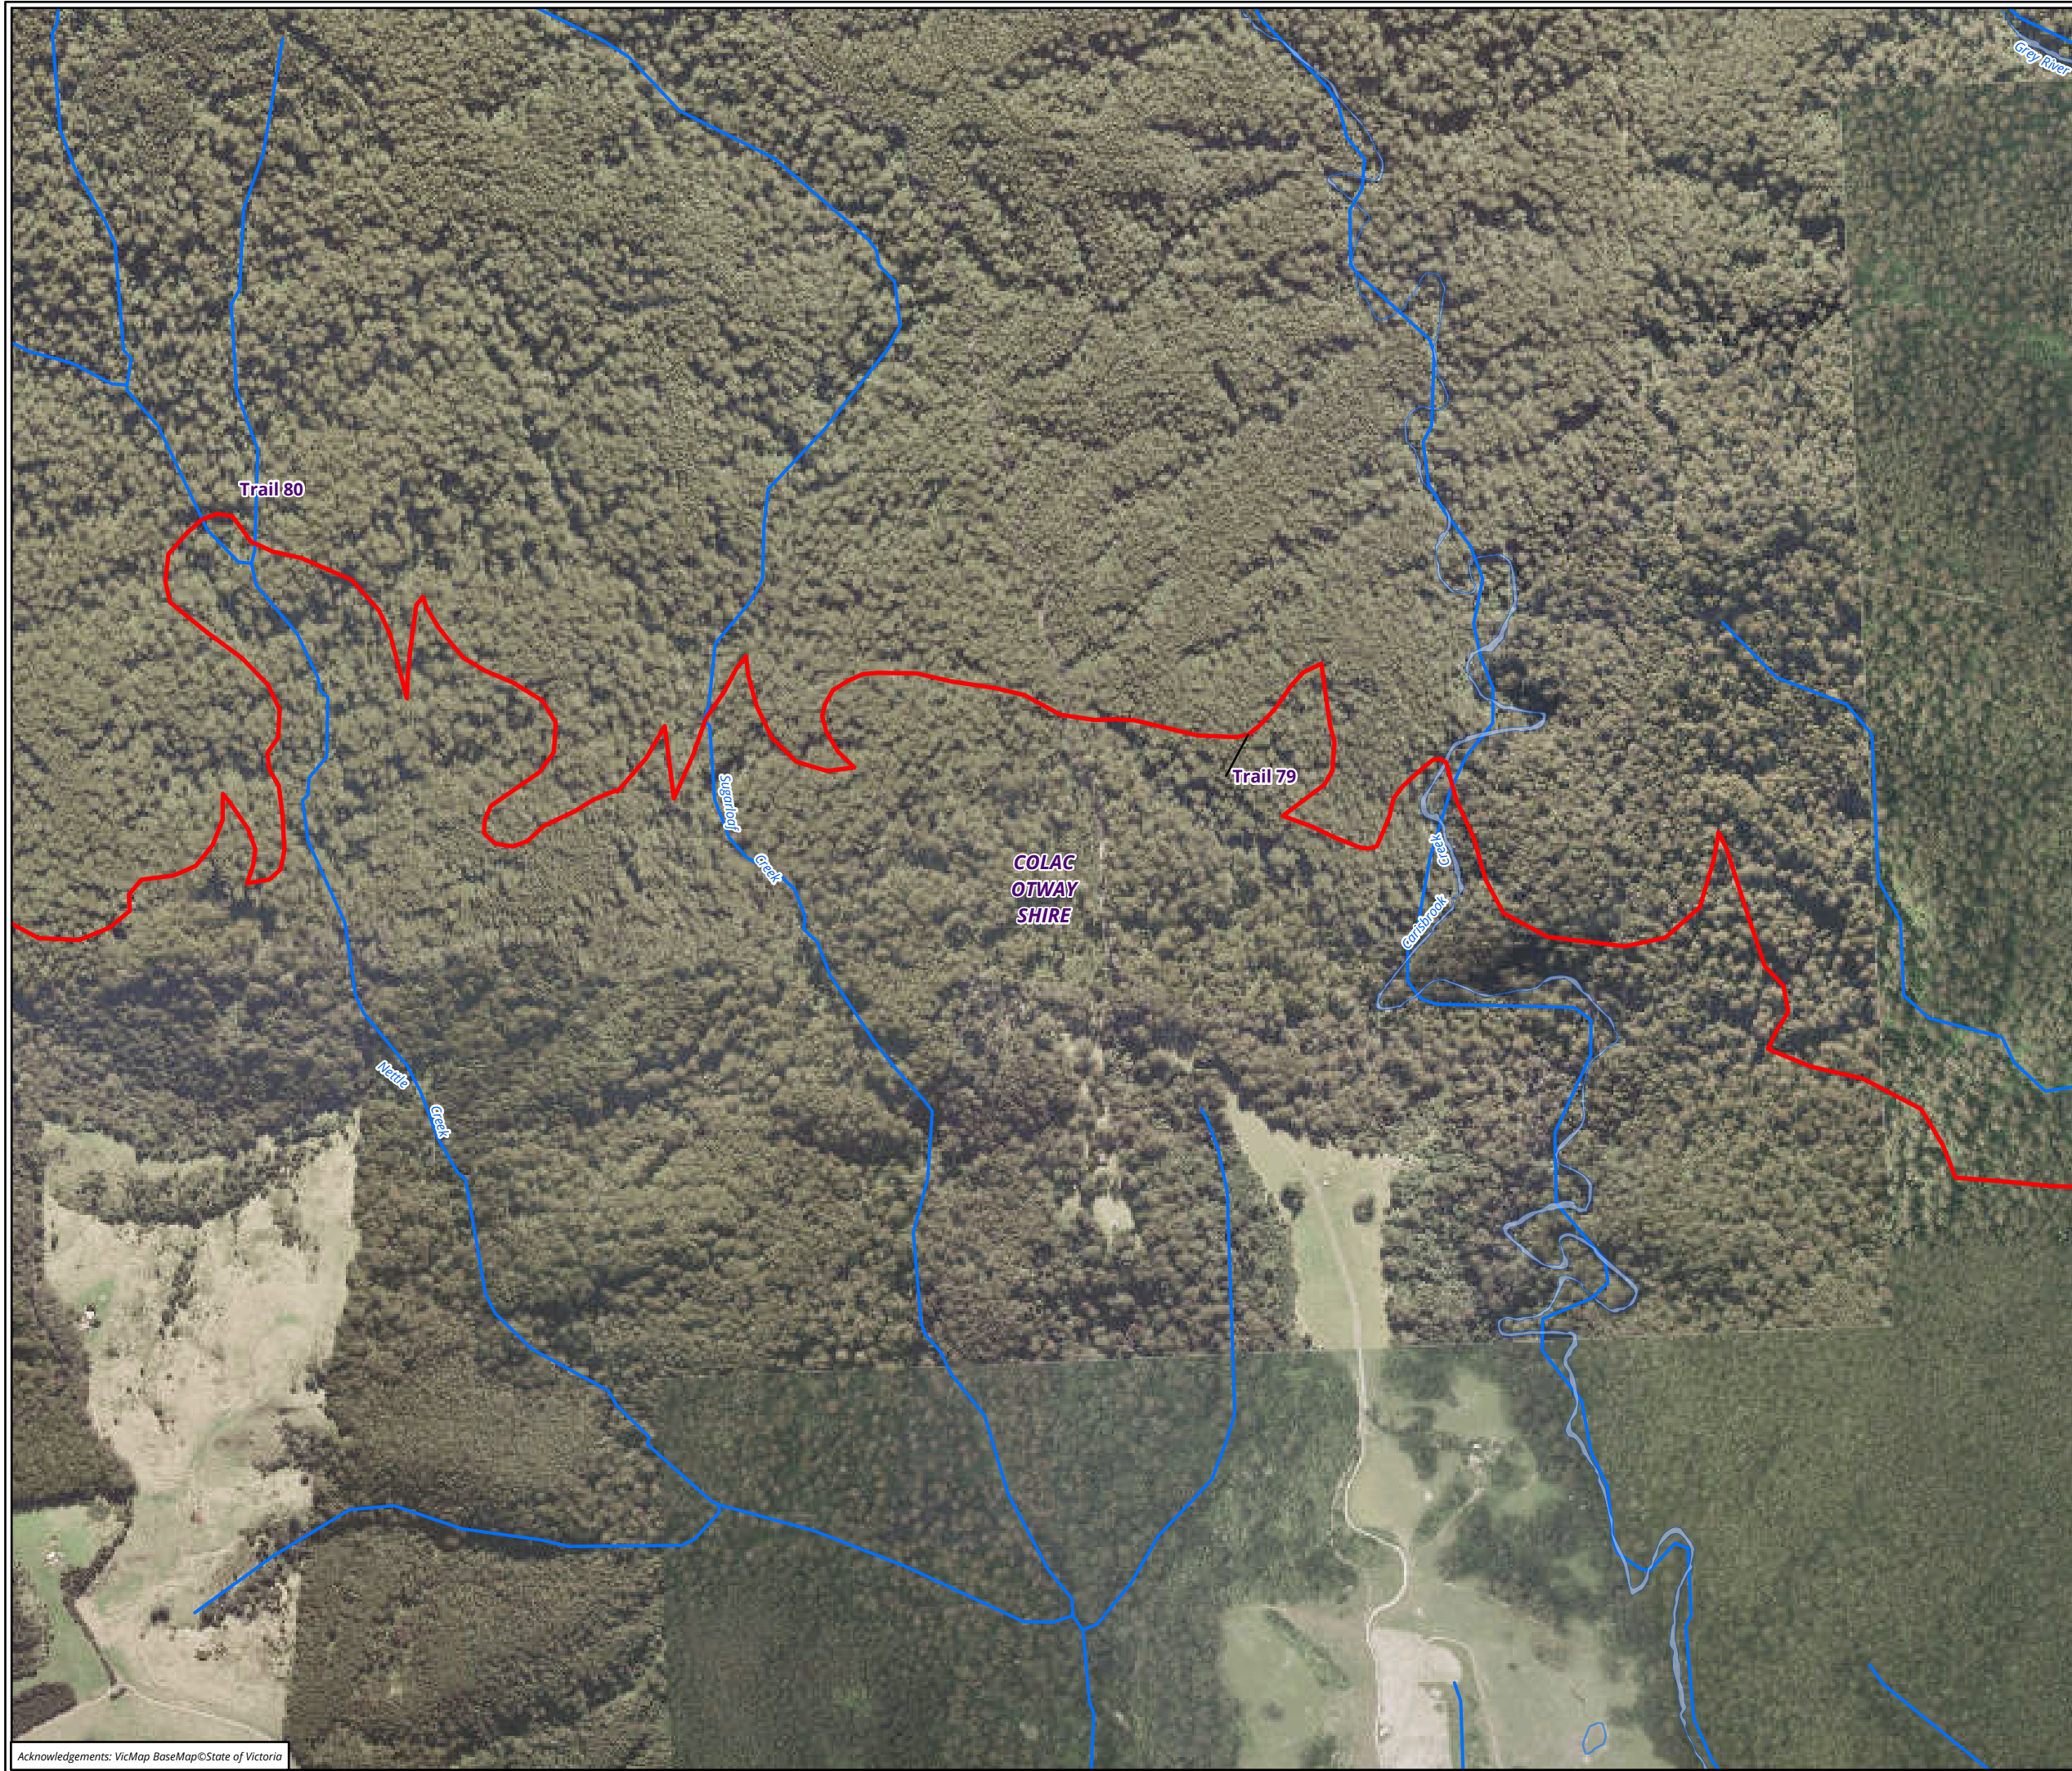 Grey River
Trail 80
Trail 79
Sugarloaf
Creek
COLAC
OTWAY
SHIRE
Creek
Carisbrook
Nettle
Creek
Acknowledgements: VicMap BaseMap©State of Victoria